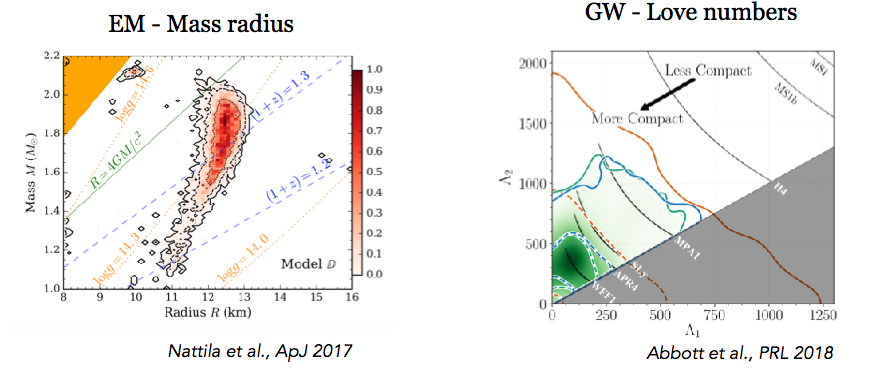 EM - Mass radius
2.2
2.0
1.8
1.6
1.4
1.2
1.0
Mass M (M⊙)
8
9
10
11
12
13
14
15
16
Radius R (km)
logg = 14.6
R = 4GM/c²
(1 + z) = 1.3
(1 + z) = 1.2
logg = 14.3
logg = 14.0
Model 𝔻
1.0
0.9
0.8
0.7
0.6
0.5
0.4
0.3
0.2
0.1
0.0
Nattila et al., ApJ 2017
GW - Love numbers
2000
1500
1000
500
0
Λ₂
0
250
500
750
1000
1250
Λ₁
Less Compact
More Compact
MS1
MS1b
H4
MPA1
SLy
APR4
WFF1
Abbott et al., PRL 2018